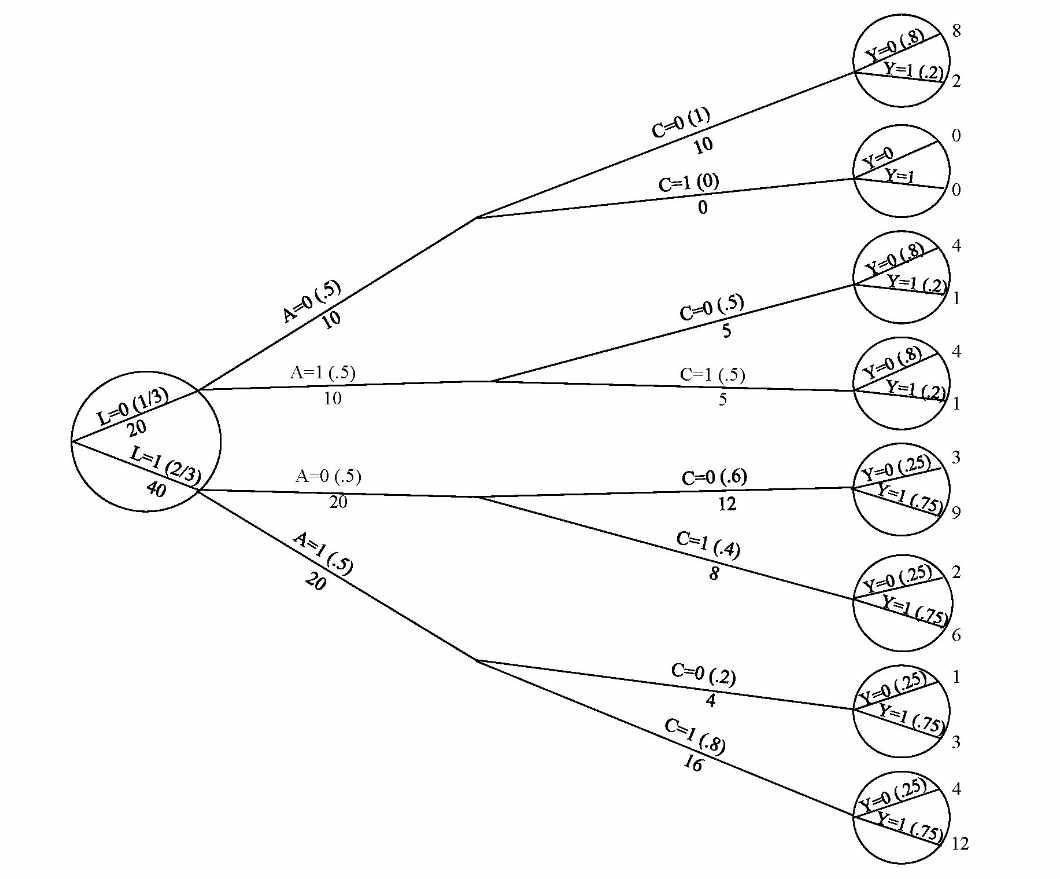 Y=0 (.8)
8
Y=1 (.2)
2
C=0 (1)
10
Y=0
0
Y=1
0
C=1 (0)
0
Y=0 (.8)
4
Y=1 (.2)
1
A=0 (.5)
10
C=0 (.5)
5
Y=0 (.8)
4
Y=1 (.2)
1
A=1 (.5)
10
C=1 (.5)
5
L=0 (1/3)
20
L=1 (2/3)
40
A=0 (.5)
20
C=0 (.6)
12
Y=0 (.25)
3
Y=1 (.75)
9
C=1 (.4)
8
Y=0 (.25)
2
Y=1 (.75)
6
A=1 (.5)
20
C=0 (.2)
4
Y=0 (.25)
1
Y=1 (.75)
3
C=1 (.8)
16
Y=0 (.25)
4
Y=1 (.75)
12